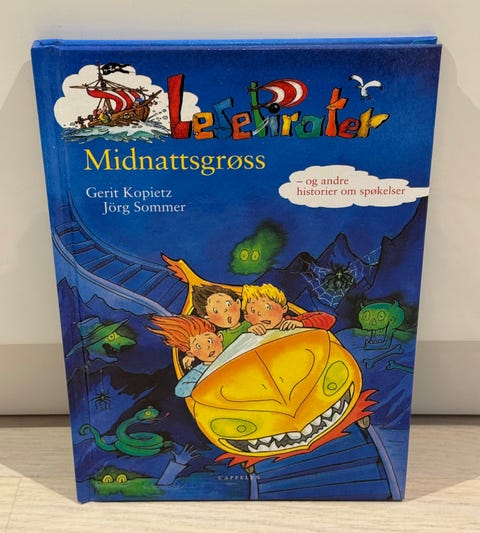 Lesepirater
Midnattsgrøss
Gerit Kopietz
Jörg Sommer
– og andre
historier om spøkelser
CAPPELEN